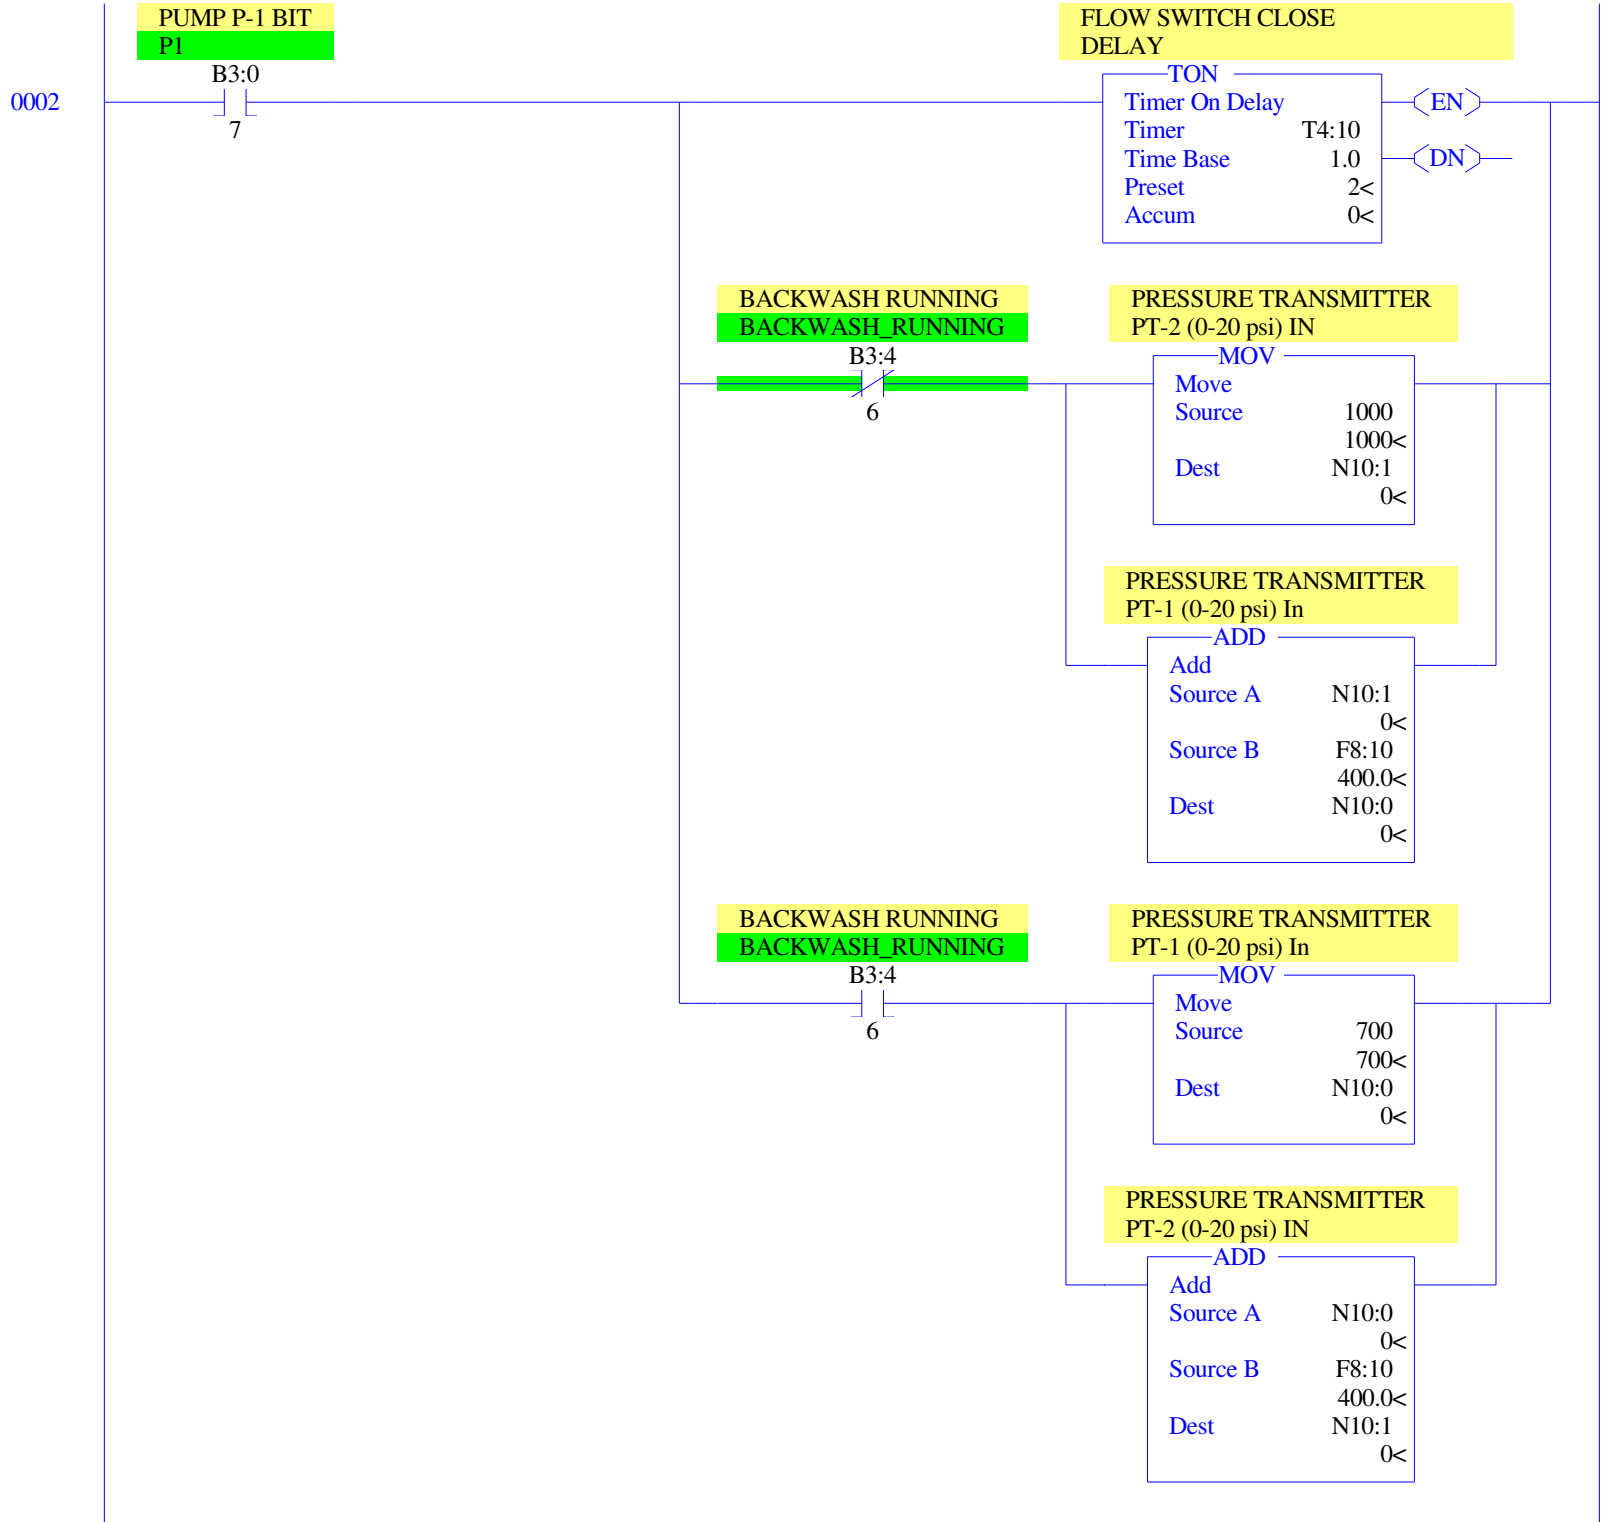 PUMP P-1 BIT
P1
B3:0
7
0002
FLOW SWITCH CLOSE
DELAY
TON
Timer On Delay
Timer T4:10
Time Base 1.0
Preset 2<
Accum 0<
EN
DN
BACKWASH RUNNING
BACKWASH_RUNNING
B3:4
6
PRESSURE TRANSMITTER
PT-2 (0-20 psi) IN
MOV
Move
Source 1000
1000<
Dest N10:1
0<
PRESSURE TRANSMITTER
PT-1 (0-20 psi) In
ADD
Add
Source A N10:1
0<
Source B F8:10
400.0<
Dest N10:0
0<
BACKWASH RUNNING
BACKWASH_RUNNING
B3:4
6
PRESSURE TRANSMITTER
PT-1 (0-20 psi) In
MOV
Move
Source 700
700<
Dest N10:0
0<
PRESSURE TRANSMITTER
PT-2 (0-20 psi) IN
ADD
Add
Source A N10:0
0<
Source B F8:10
400.0<
Dest N10:1
0<